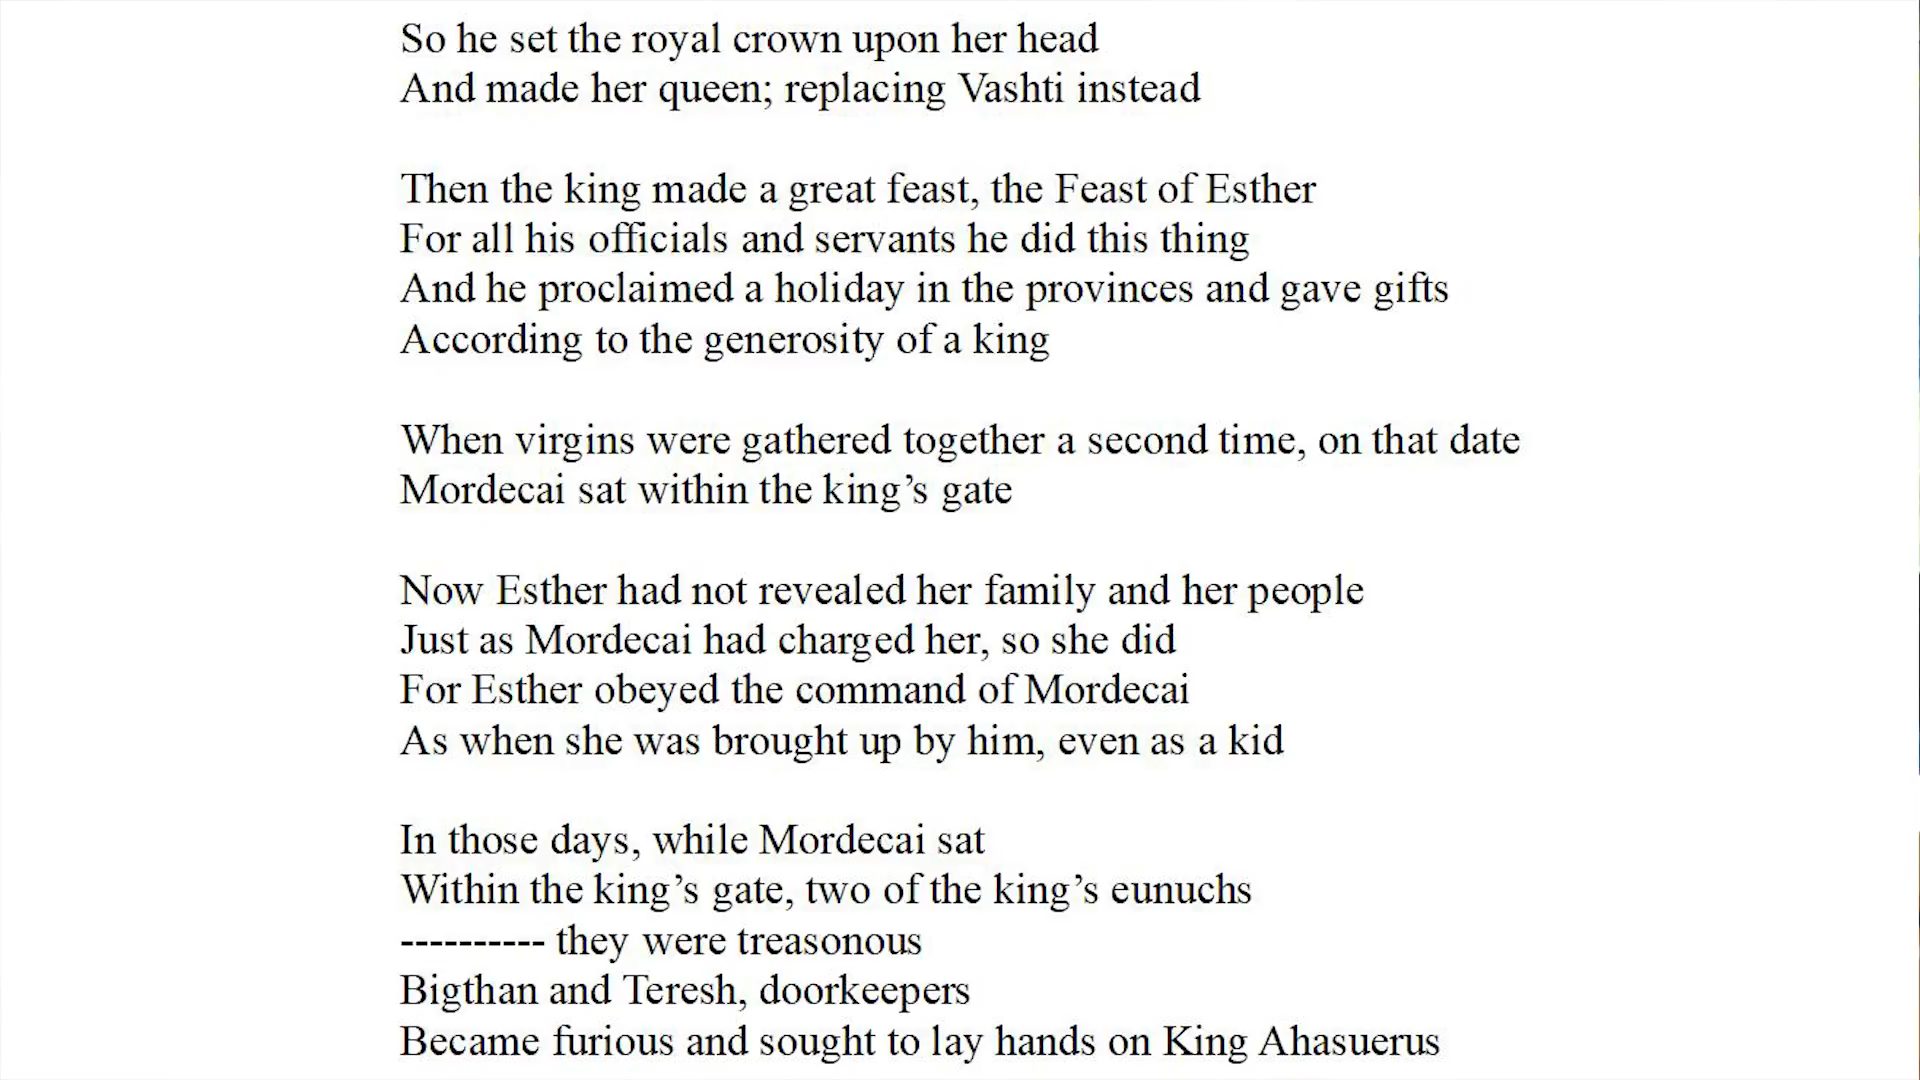 So he set the royal crown upon her head
And made her queen; replacing Vashti instead
Then the king made a great feast, the Feast of Esther
For all his officials and servants he did this thing
And he proclaimed a holiday in the provinces and gave gifts
According to the generosity of a king
When virgins were gathered together a second time, on that date
Mordecai sat within the king’s gate
Now Esther had not revealed her family and her people
Just as Mordecai had charged her, so she did
For Esther obeyed the command of Mordecai
As when she was brought up by him, even as a kid
In those days, while Mordecai sat
Within the king’s gate, two of the king’s eunuchs
---------- they were treasonous
Bigthan and Teresh, doorkeepers
Became furious and sought to lay hands on King Ahasuerus